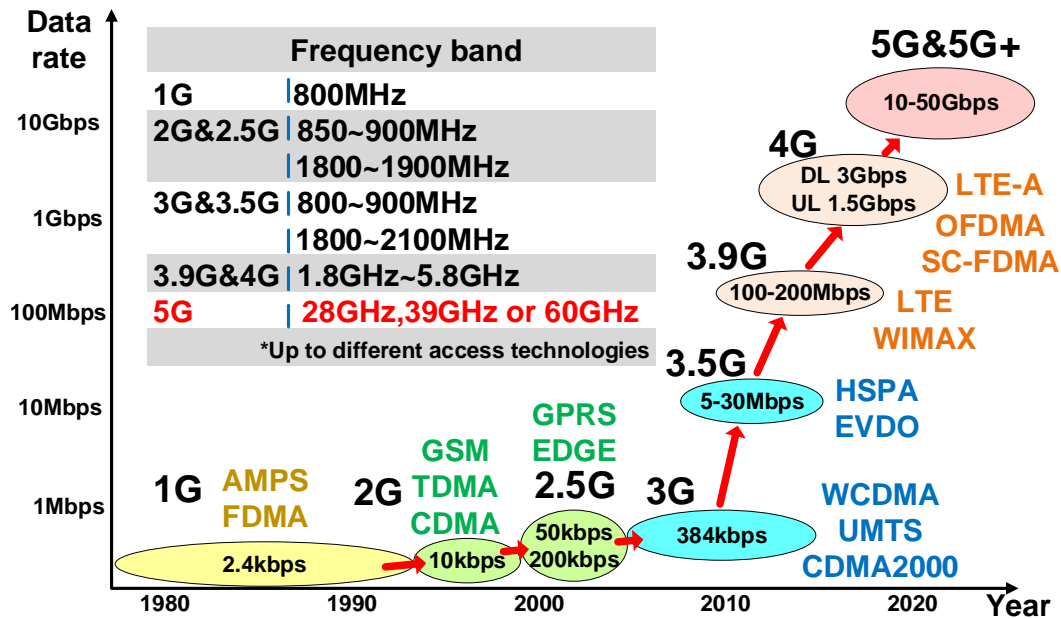 Data
rate
10Gbps
1Gbps
100Mbps
10Mbps
1Mbps
Frequency band
1G 800MHz
2G&2.5G 850~900MHz
1800~1900MHz
3G&3.5G 800~900MHz
1800~2100MHz
3.9G&4G 1.8GHz~5.8GHz
5G 28GHz,39GHz or 60GHz
*Up to different access technologies
1G
AMPS
FDMA
2.4kbps
2G
GSM
TDMA
CDMA
10kbps
GPRS
EDGE
2.5G
50kbps
200kbps
3G
384kbps
WCDMA
UMTS
CDMA2000
3.5G
5-30Mbps
HSPA
EVDO
3.9G
100-200Mbps
LTE
WIMAX
4G
DL 3Gbps
UL 1.5Gbps
LTE-A
OFDMA
SC-FDMA
5G&5G+
10-50Gbps
1980 1990 2000 2010 2020 Year